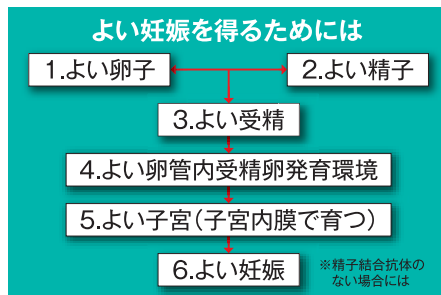 よい妊娠を得るためには
1.よい卵子
2.よい精子
3.よい受精
4.よい卵管内受精卵発育環境
5.よい子宮(子宮内膜で育つ)
6.よい妊娠
※精子結合抗体の
ない場合には